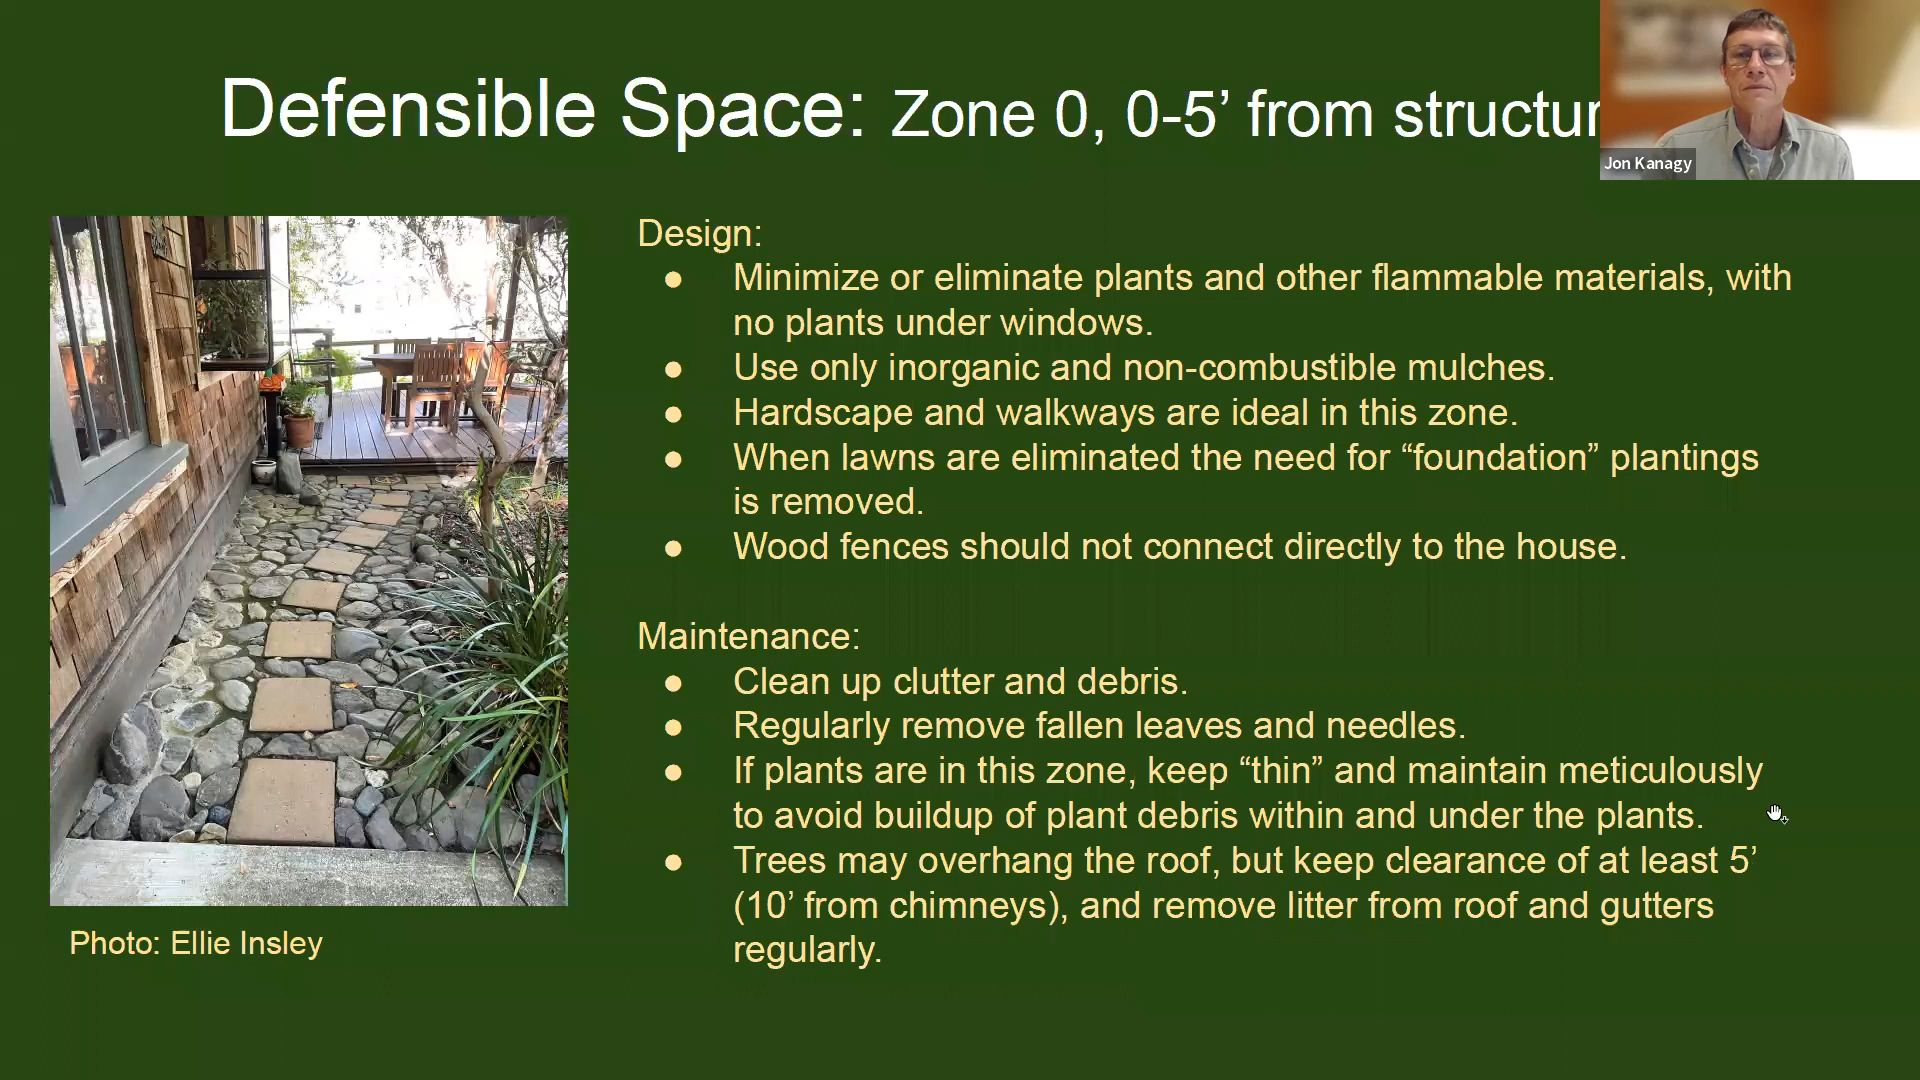 Defensible Space: Zone 0, 0-5’ from structur
Jon Kanagy
Design:
● Minimize or eliminate plants and other flammable materials, with
no plants under windows.
● Use only inorganic and non-combustible mulches.
● Hardscape and walkways are ideal in this zone.
● When lawns are eliminated the need for “foundation” plantings
is removed.
● Wood fences should not connect directly to the house.
Maintenance:
● Clean up clutter and debris.
● Regularly remove fallen leaves and needles.
● If plants are in this zone, keep “thin” and maintain meticulously
to avoid buildup of plant debris within and under the plants.
● Trees may overhang the roof, but keep clearance of at least 5’
(10’ from chimneys), and remove litter from roof and gutters
regularly.
Photo: Ellie Insley